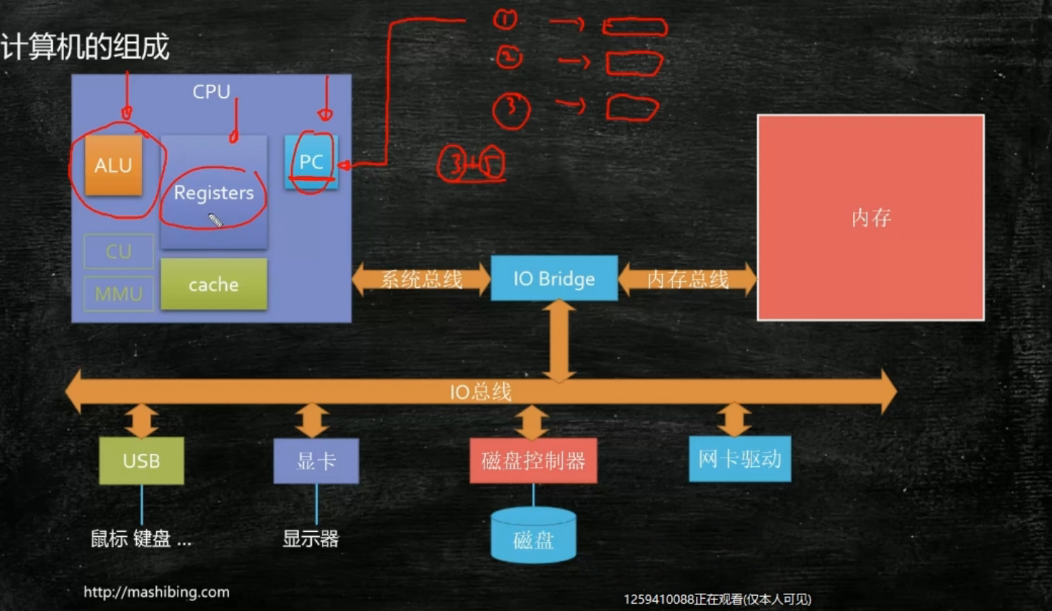 计算机的组成
① →
② →
③ →
③+⑤
CPU
ALU
Registers
PC
CU
MMU
cache
系统总线
IO Bridge
内存总线
内存
IO总线
USB
显卡
磁盘控制器
网卡驱动
鼠标 键盘 ...
显示器
磁盘
http://mashibing.com
1259410088正在观看(仅本人可见)